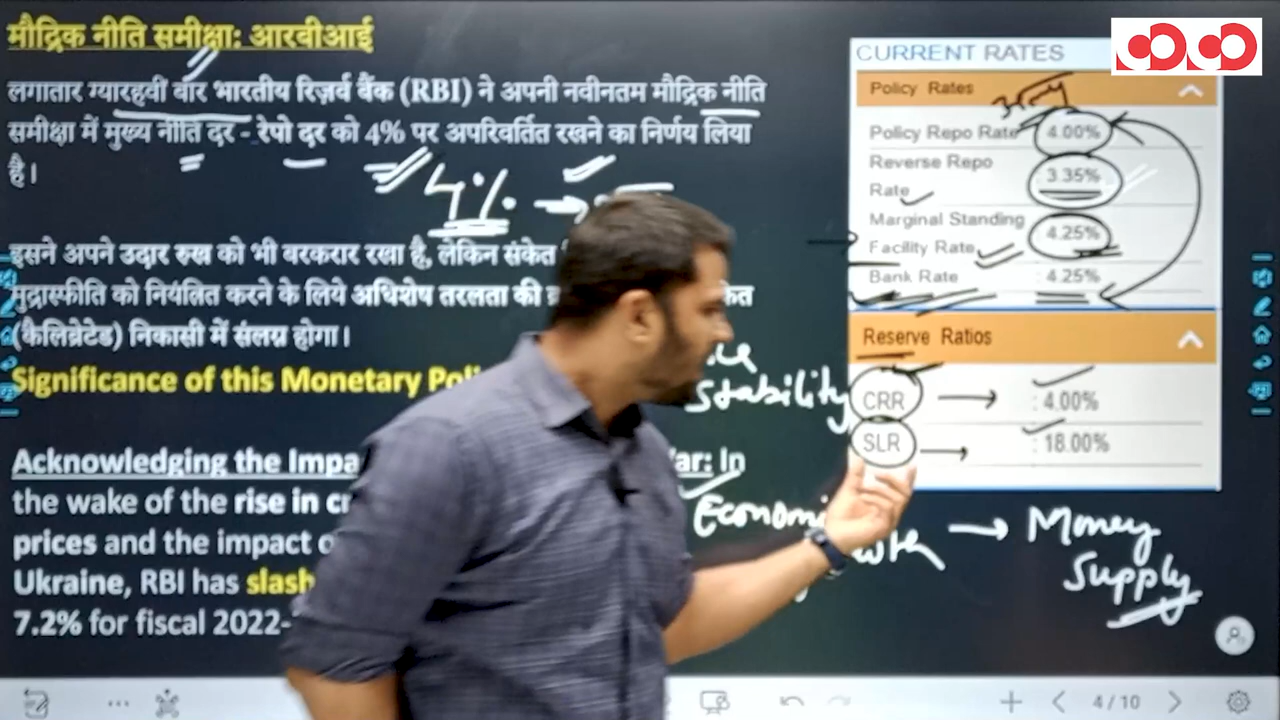 मौद्रिक नीति समीक्षा: आरबीआई
लगातार ग्यारहवीं बार भारतीय रिज़र्व बैंक (RBI) ने अपनी नवीनतम मौद्रिक नीति
समीक्षा में मुख्य नीति दर - रेपो दर को 4% पर अपरिवर्तित रखने का निर्णय लिया
है।
4% →
इसने अपने उदार रुख को भी बरकरार रखा है, लेकिन संकेत
मुद्रास्फीति को नियंत्रित करने के लिये अधिशेष तरलता की
(कैलिब्रेटेड) निकासी में संलग्न होगा।
Significance of this Monetary
Acknowledging the War: In
the wake of the rise in
prices and the impact
Ukraine, RBI has
7.2% for fiscal 2022-
Stability
→ Money
Supply
CURRENT RATES
Policy Rates
Policy Repo Rate : 4.00%
Reverse Repo
Rate : 3.35%
Marginal Standing
Facility Rate : 4.25%
Bank Rate : 4.25%
Reserve Ratios
CRR → : 4.00%
SLR → : 18.00%
4 / 10